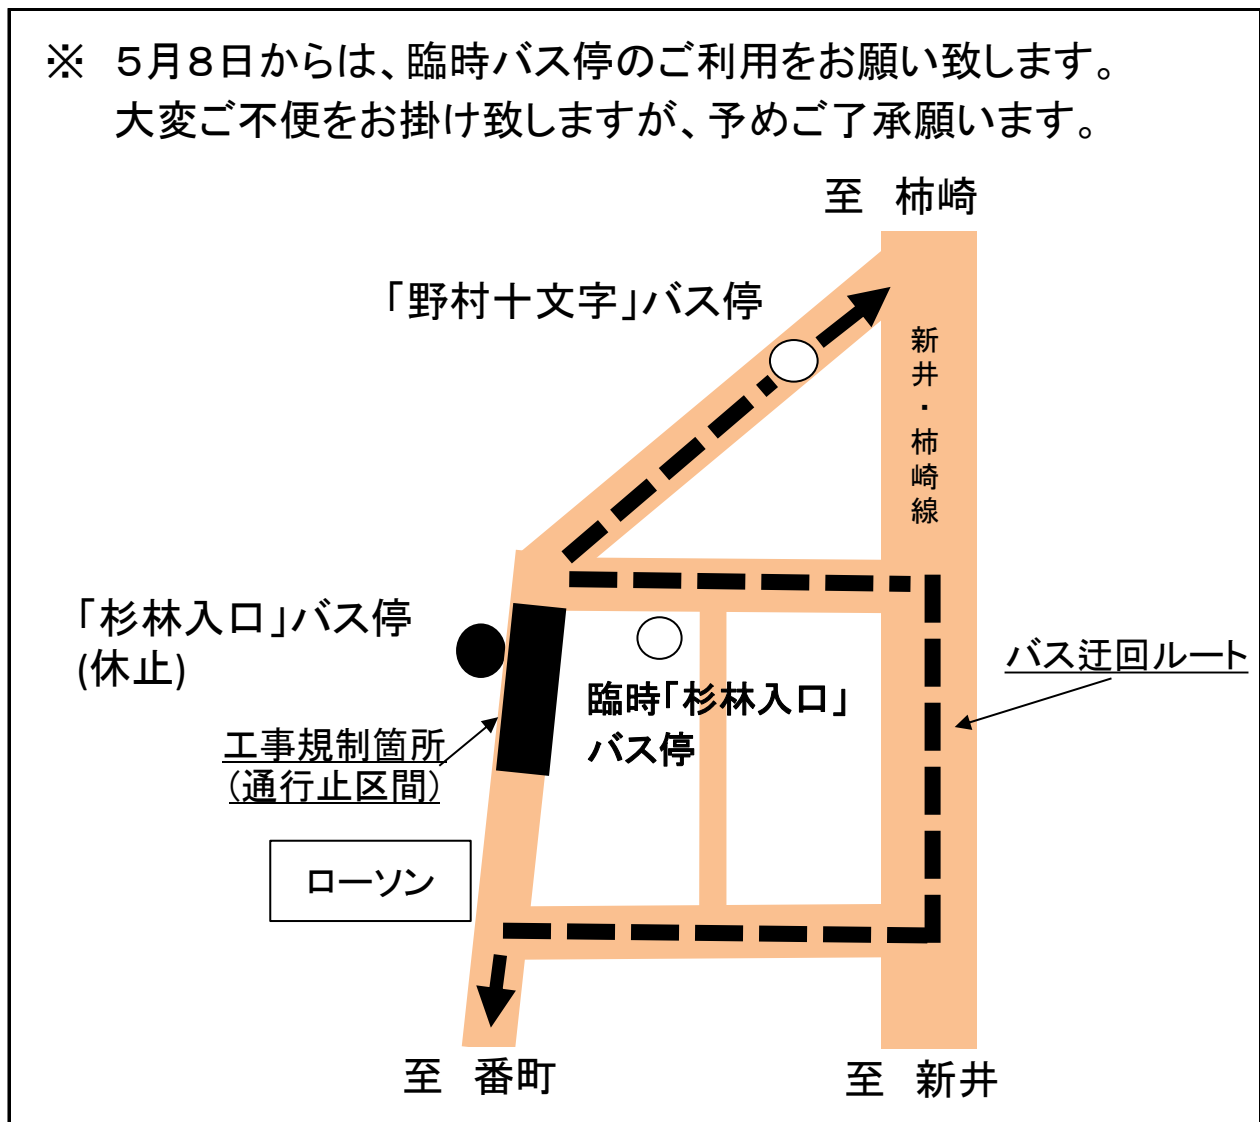 ※　５月８日からは、臨時バス停のご利用をお願い致します。
大変ご不便をお掛け致しますが、予めご了承願います。
至　柿崎
「野村十文字」バス停
新井・柿崎線
「杉林入口」バス停
(休止)
バス迂回ルート
臨時「杉林入口」
バス停
工事規制箇所
(通行止区間)
ローソン
至　番町
至　新井